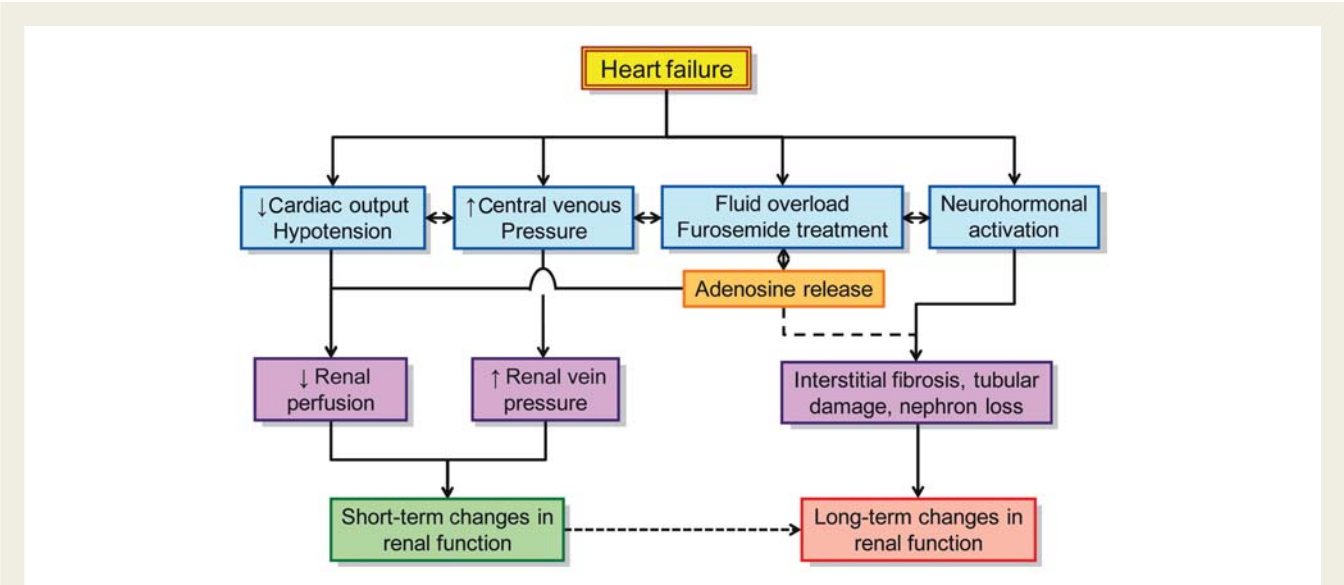 Heart failure
↓Cardiac output
Hypotension
↑Central venous
Pressure
Fluid overload
Furosemide treatment
Neurohormonal
activation
Adenosine release
↓ Renal
perfusion
↑ Renal vein
pressure
Interstitial fibrosis, tubular
damage, nephron loss
Short-term changes in
renal function
Long-term changes in
renal function